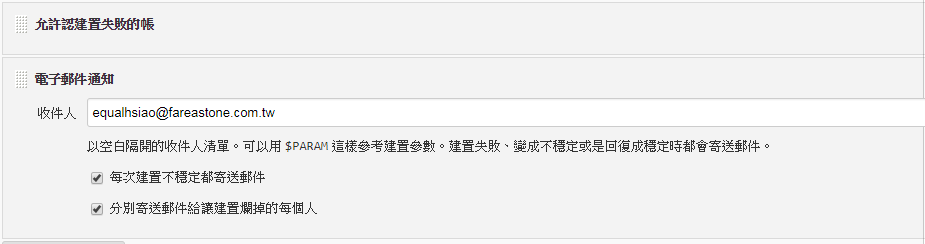 允許認建置失敗的帳
電子郵件通知
收件人
equalhsiao@fareastone.com.tw
以空白隔開的收件人清單。可以用 $PARAM 這樣參考建置參數。建置失敗、變成不穩定或是回復成穩定時都會寄送郵件。
每次建置不穩定都寄送郵件
分別寄送郵件給讓建置爛掉的每個人